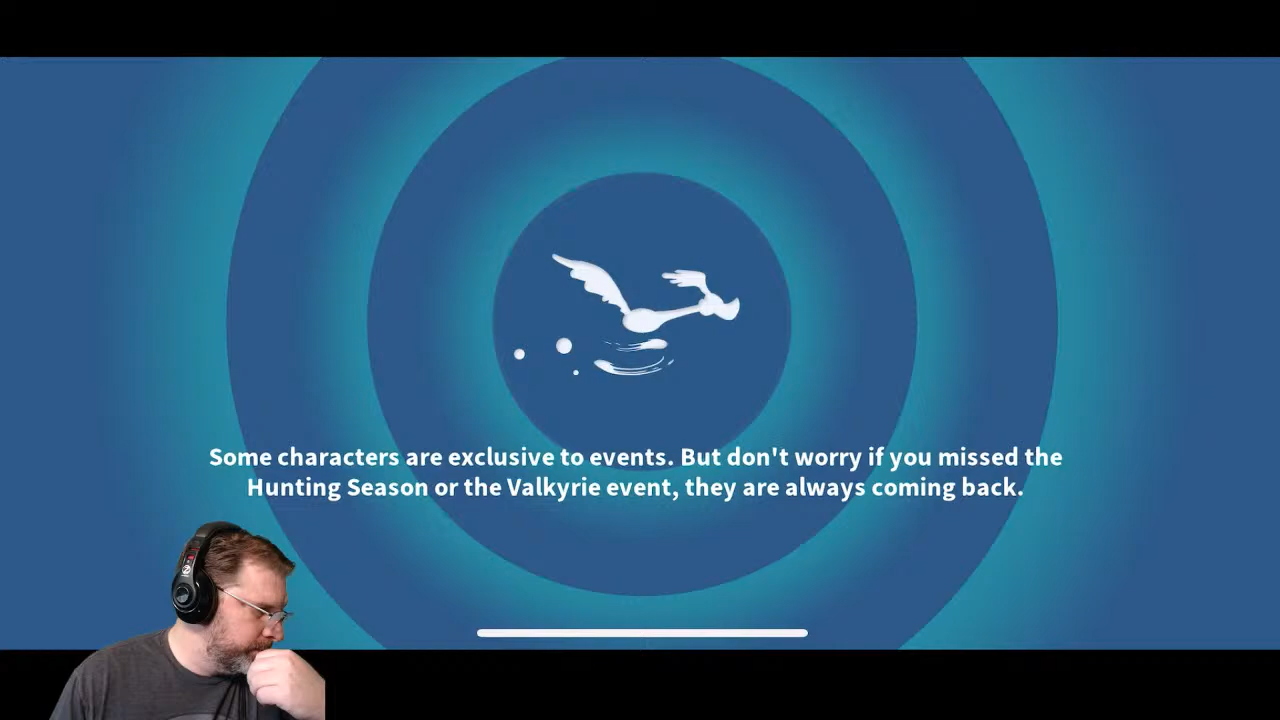 Some characters are exclusive to events. But don't worry if you missed the
Hunting Season or the Valkyrie event, they are always coming back.